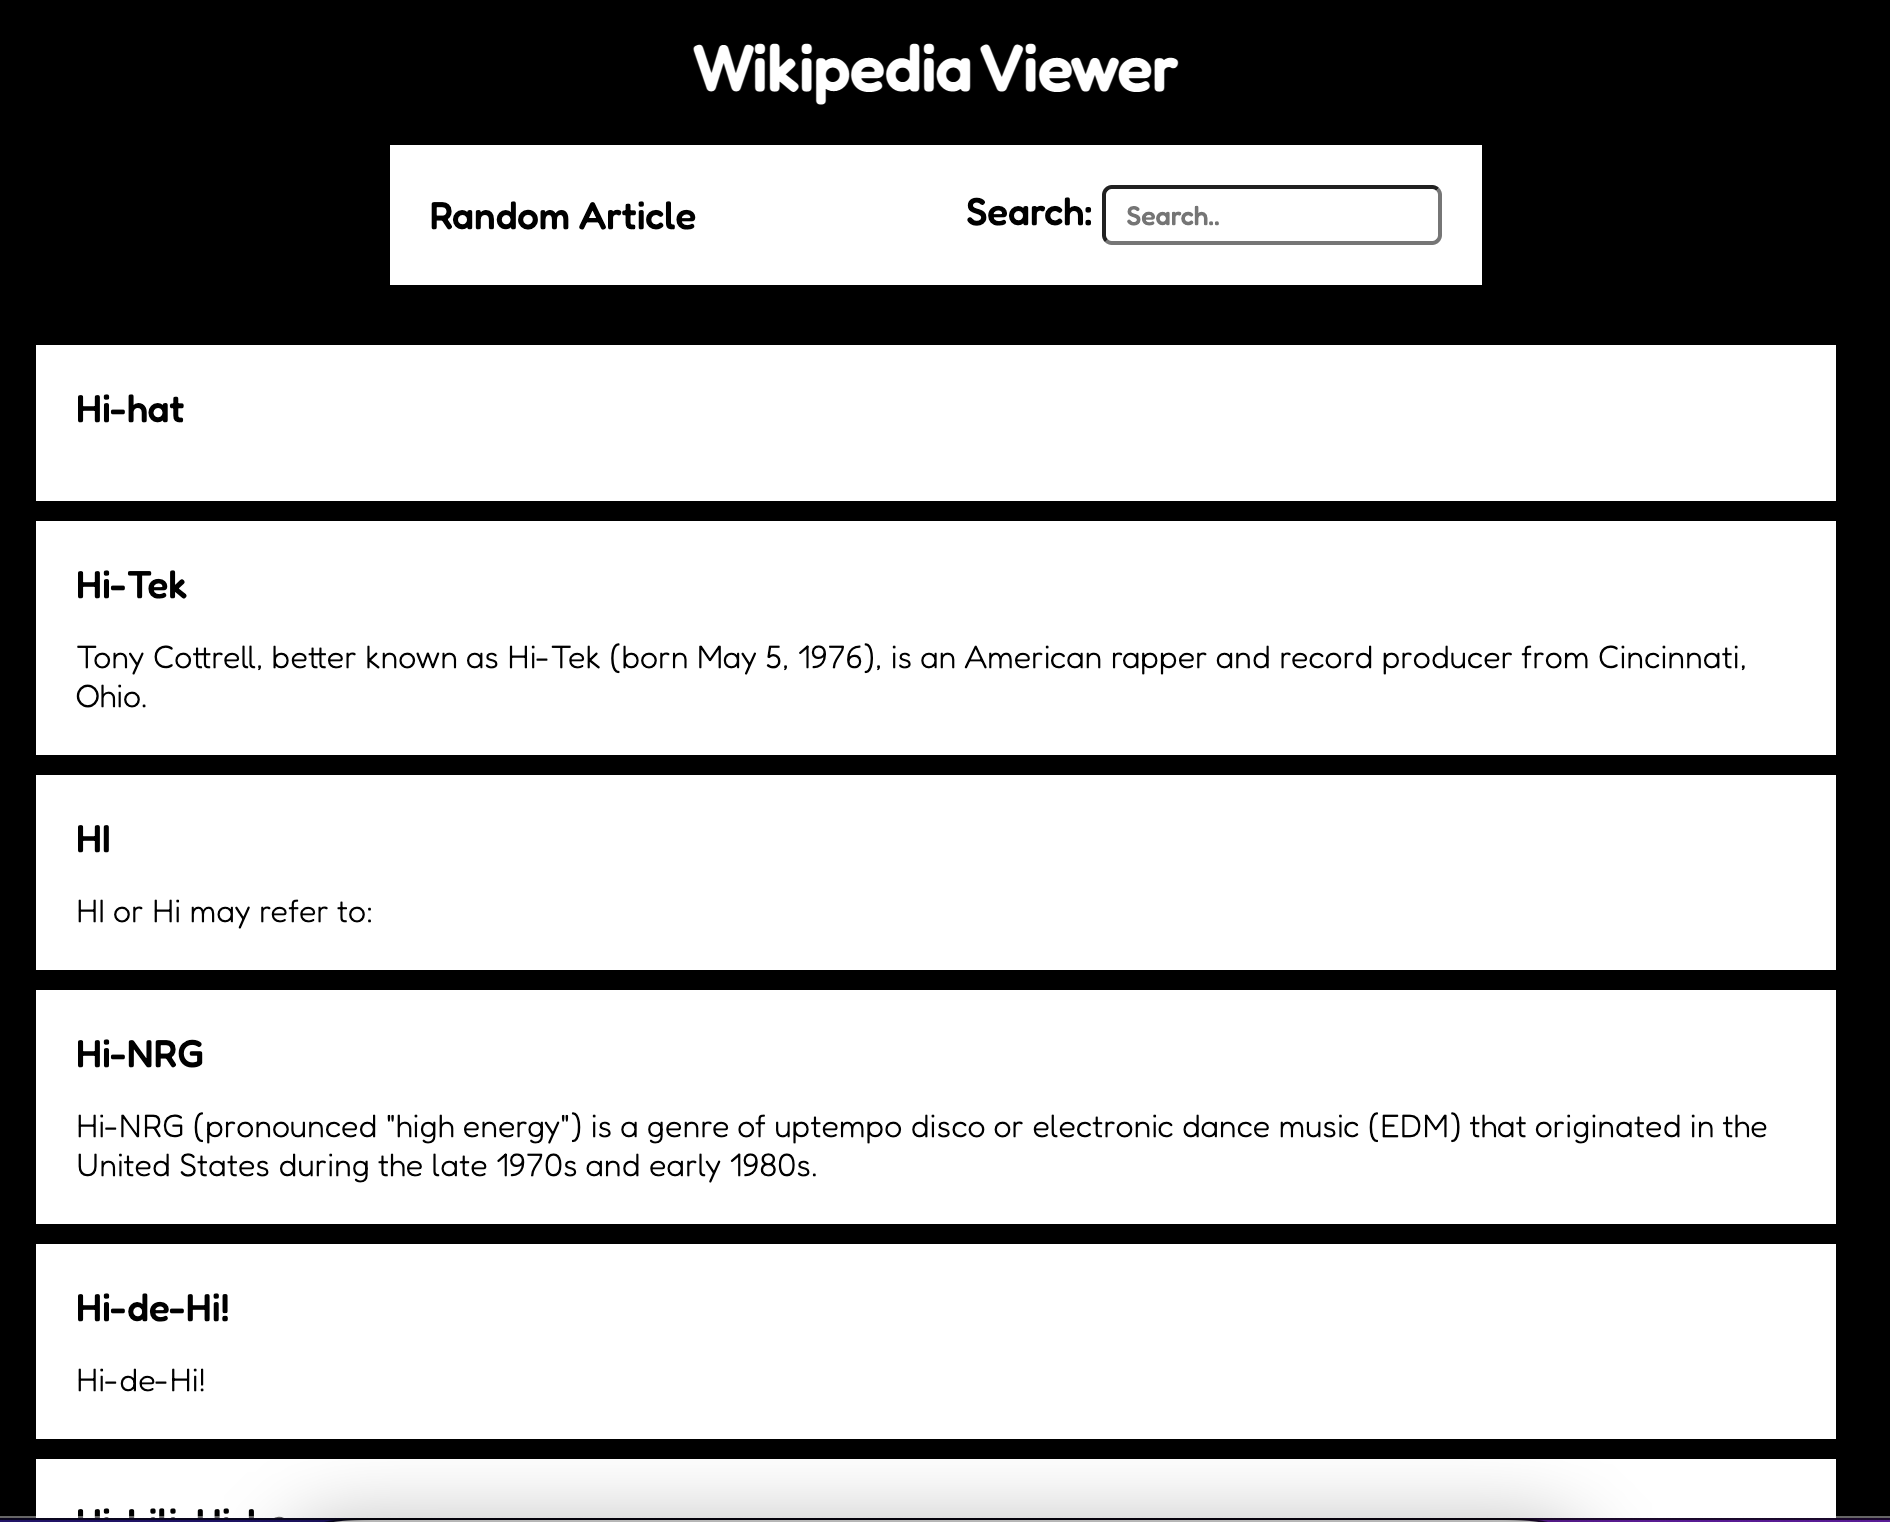 Wikipedia Viewer
Random Article
Search:
Search..
Hi-hat
Hi-Tek
Tony Cottrell, better known as Hi-Tek (born May 5, 1976), is an American rapper and record producer from Cincinnati,
Ohio.
HI
HI or Hi may refer to:
Hi-NRG
Hi-NRG (pronounced "high energy") is a genre of uptempo disco or electronic dance music (EDM) that originated in the
United States during the late 1970s and early 1980s.
Hi-de-Hi!
Hi-de-Hi!